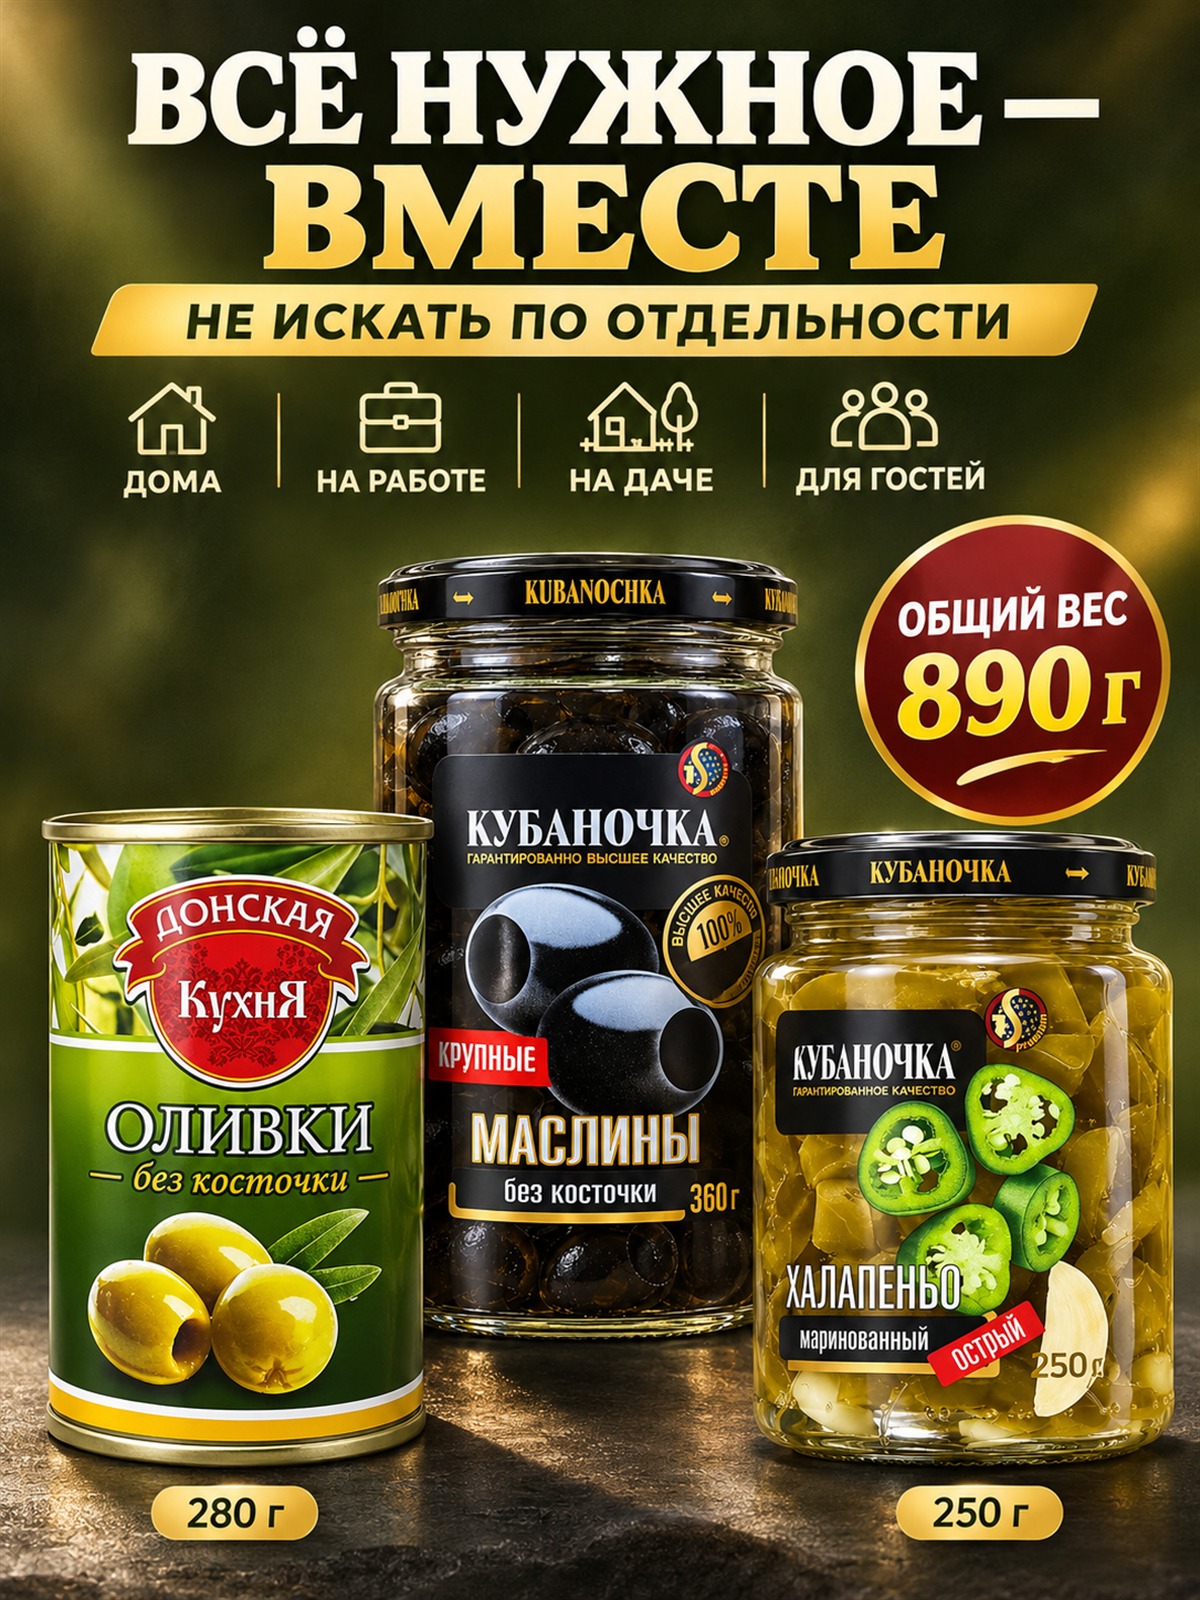 ВСЁ НУЖНОЕ –
ВМЕСТЕ
НЕ ИСКАТЬ ПО ОТДЕЛЬНОСТИ
ДОМА
НА РАБОТЕ
НА ДАЧЕ
ДЛЯ ГОСТЕЙ
ОБЩИЙ ВЕС
890 г
KUBANOCHKA
КУБАНОЧКА®
ГАРАНТИРОВАННО ВЫСШЕЕ КАЧЕСТВО
ВЫСШЕЕ КАЧЕСТВО
100%
КРУПНЫЕ
МАСЛИНЫ
без косточки
360 г
ДОНСКАЯ
КухнЯ
ОЛИВКИ
без косточки
280 г
КУБАНОЧКА
КУБАНОЧКА®
ГАРАНТИРОВАННОЕ КАЧЕСТВО
ХАЛАПЕНЬО
маринованный
ОСТРЫЙ
250 г
250 г